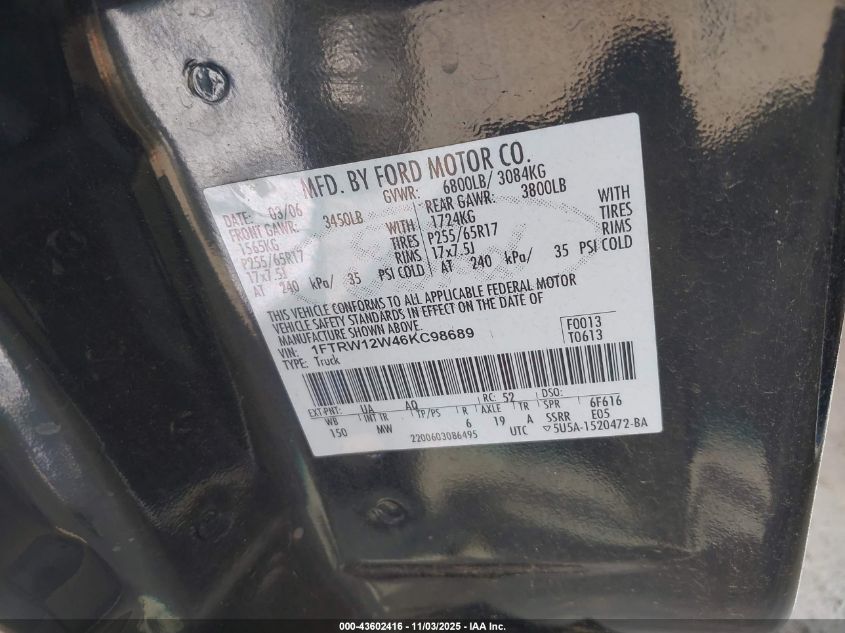 MFD. BY FORD MOTOR CO.
DATE: 03/06 GVWR: 6800LB/ 3084KG
FRONT GAWR: 3450LB REAR GAWR: 3800LB
1565KG WITH 1724KG WITH
P255/65R17 TIRES P255/65R17 TIRES
17x7.5J RIMS 17x7.5J RIMS
AT 240 kPa/ 35 PSI COLD AT 240 kPa/ 35 PSI COLD
THIS VEHICLE CONFORMS TO ALL APPLICABLE FEDERAL MOTOR
VEHICLE SAFETY STANDARDS IN EFFECT ON THE DATE OF
MANUFACTURE SHOWN ABOVE.
VIN: 1FTRW12W46KC98689 F0013
TYPE: Truck T0613
EXT-PNT: UA AQ RC: 52 DSO:
WB INT TR TP/PS R AXLE TR SPR 6F616
150 MW 6 19 A SSRR E05
2200603086495 UTC ▽5U5A-1520472-BA
000-43602416 - 11/03/2025 - IAA Inc.